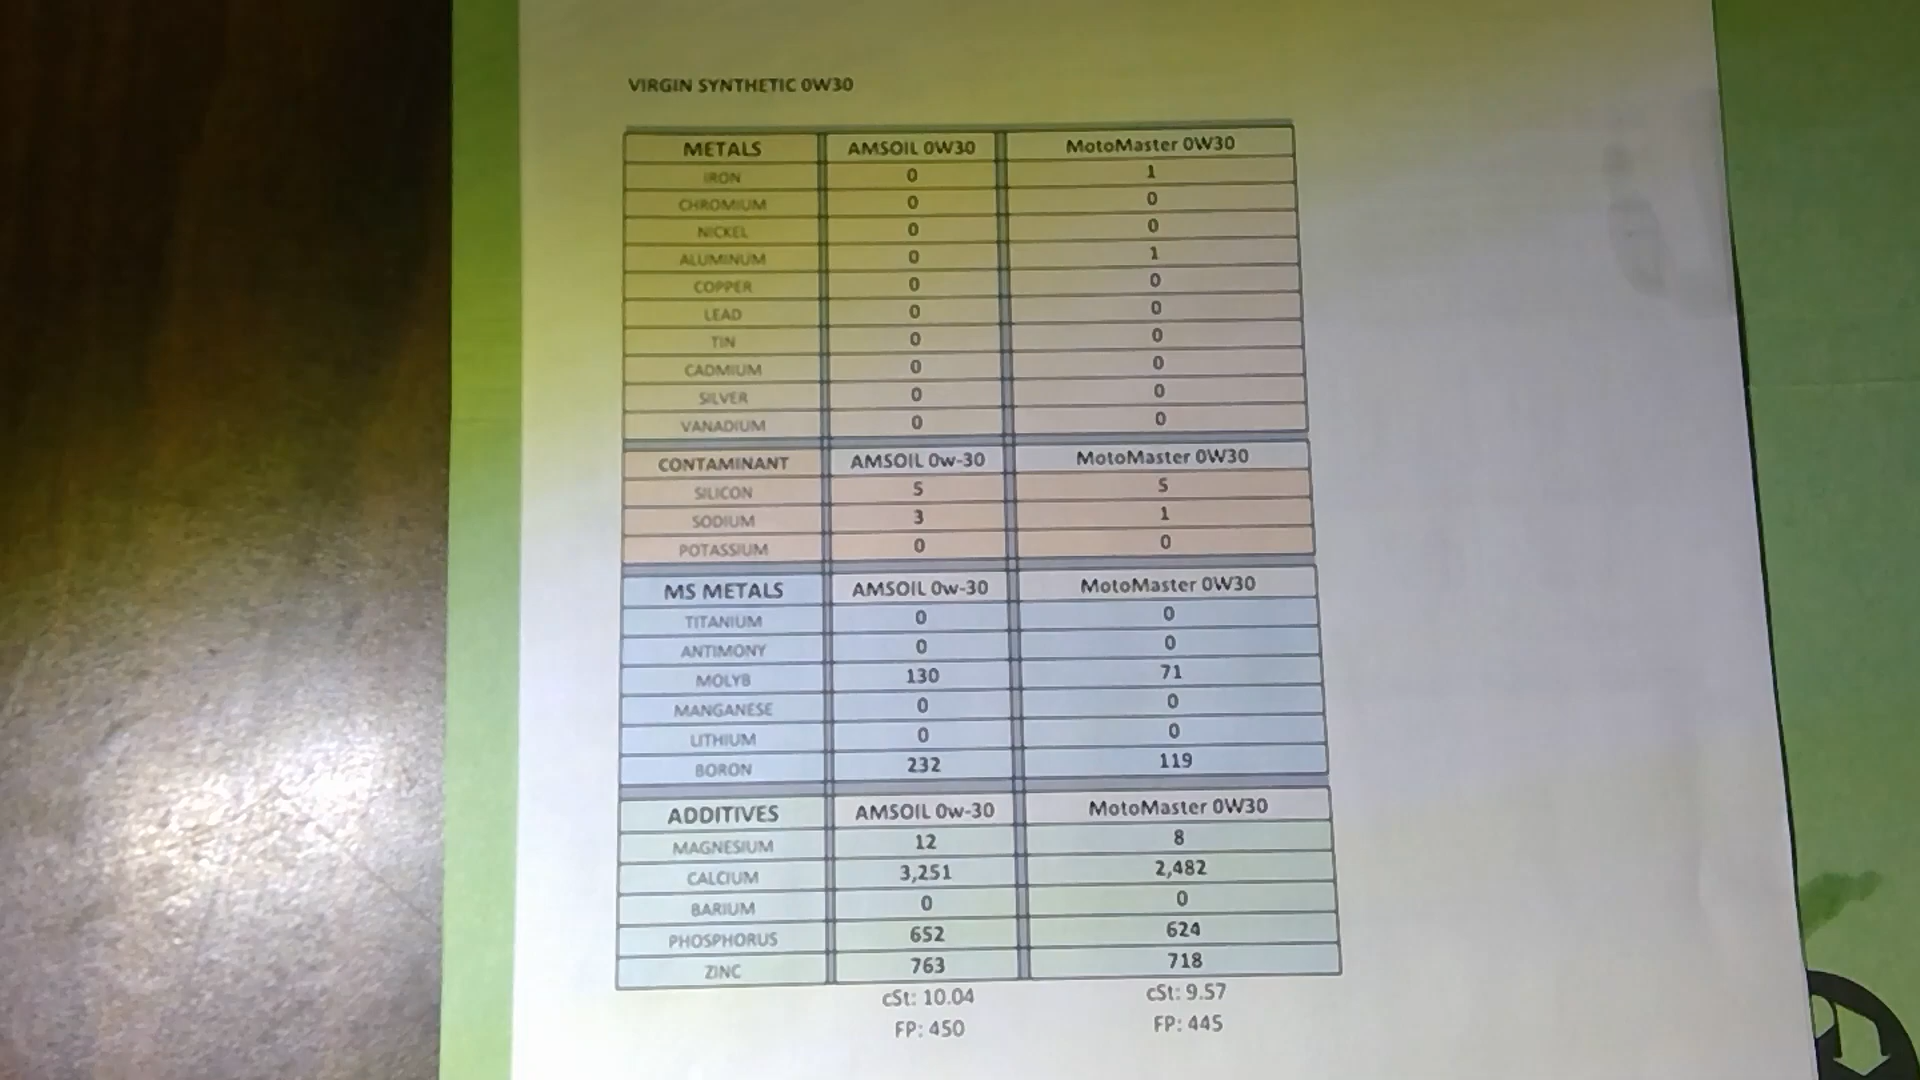 VIRGIN SYNTHETIC 0W30
METALS AMSOIL 0W30 MotoMaster 0W30
IRON 0 1
CHROMIUM 0 0
NICKEL 0 0
ALUMINUM 0 1
COPPER 0 0
LEAD 0 0
TIN 0 0
CADMIUM 0 0
SILVER 0 0
VANADIUM 0 0
CONTAMINANT AMSOIL 0w-30 MotoMaster 0W30
SILICON 5 5
SODIUM 3 1
POTASSIUM 0 0
MS METALS AMSOIL 0w-30 MotoMaster 0W30
TITANIUM 0 0
ANTIMONY 0 0
MOLYB 130 71
MANGANESE 0 0
LITHIUM 0 0
BORON 232 119
ADDITIVES AMSOIL 0w-30 MotoMaster 0W30
MAGNESIUM 12 8
CALCIUM 3,251 2,482
BARIUM 0 0
PHOSPHORUS 652 624
ZINC 763 718
cSt: 10.04 cSt: 9.57
FP: 450 FP: 445